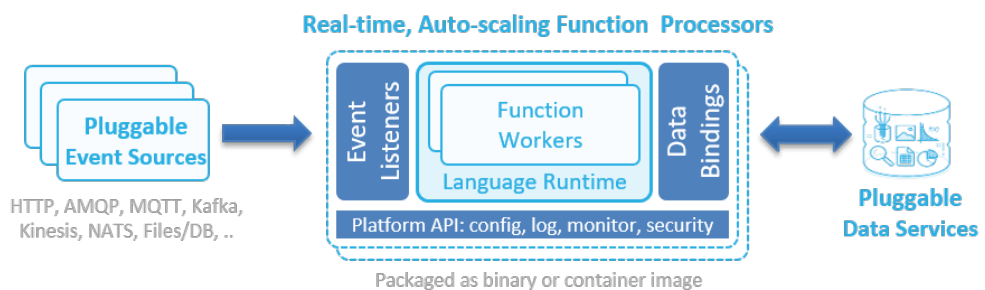 Real-time, Auto-scaling Function Processors
Pluggable
Event Sources
HTTP, AMQP, MQTT, Kafka,
Kinesis, NATS, Files/DB, ..
Event
Listeners
Function
Workers
Language Runtime
Data
Bindings
Platform API: config, log, monitor, security
Packaged as binary or container image
Pluggable
Data Services